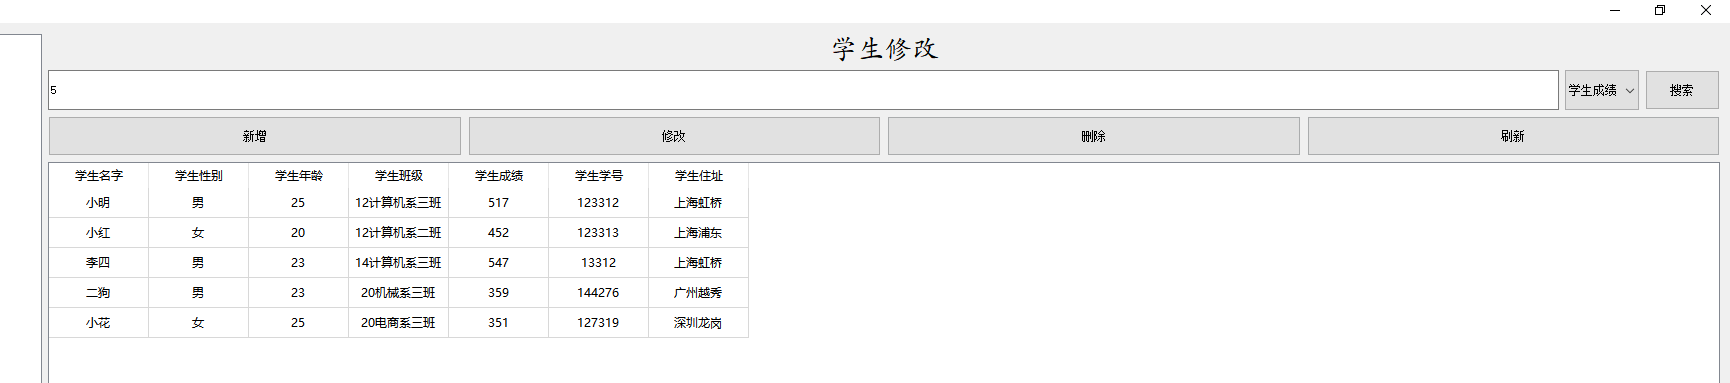 学生修改
5 学生成绩 搜索
新增 修改 删除 刷新
学生名字 学生性别 学生年龄 学生班级 学生成绩 学生学号 学生住址
小明 男 25 12计算机系三班 517 123312 上海虹桥
小红 女 20 12计算机系二班 452 123313 上海浦东
李四 男 23 14计算机系三班 547 13312 上海虹桥
二狗 男 23 20机械系三班 359 144276 广州越秀
小花 女 25 20电商系三班 351 127319 深圳龙岗